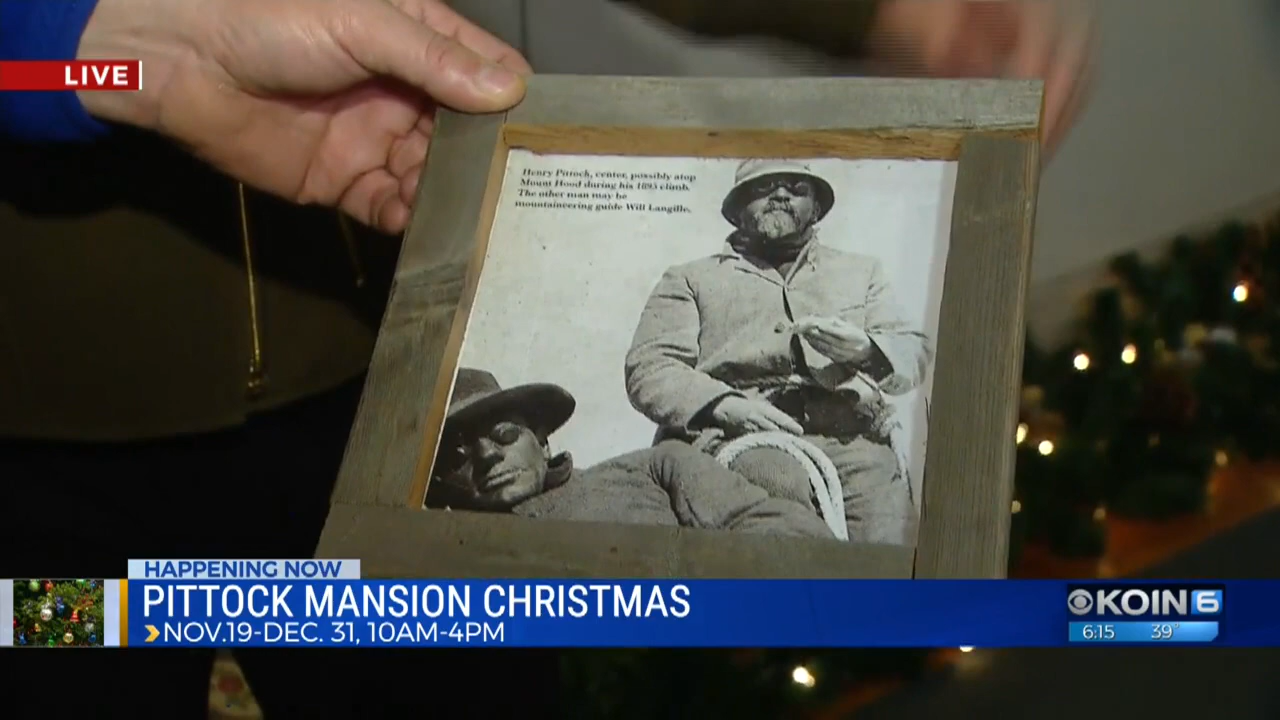 LIVE
Henry Pittock, center, possibly atop
Mount Hood during his 1895 climb.
The other man may be
mountaineering guide Will Langille.
HAPPENING NOW
PITTOCK MANSION CHRISTMAS
NOV.19-DEC. 31, 10AM-4PM
KOIN 6
6:15 39°